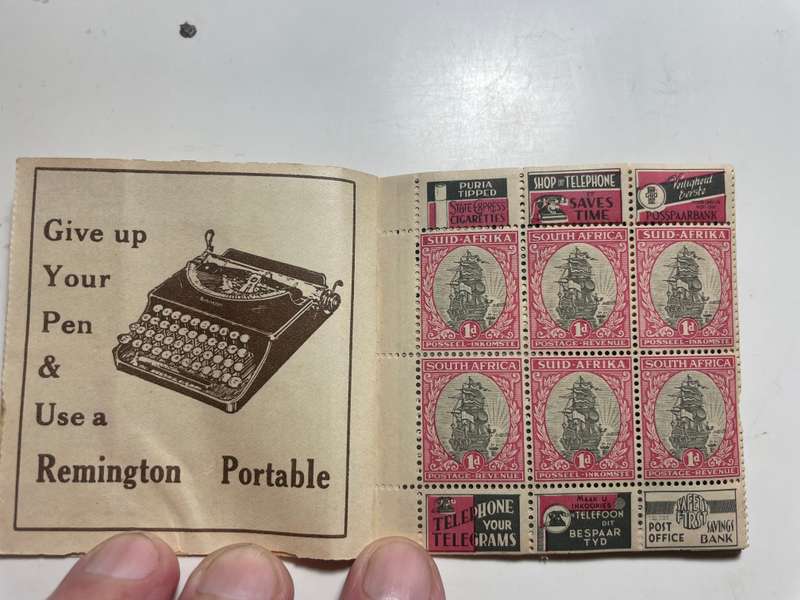 Give up
Your
Pen
&
Use a
Remington Portable
PURIA
TIPPED
STATE EXPRESS
CIGARETTES
SHOP BY TELEPHONE
SAVES
TIME
Veiligheid
eerste
POSSPAARBANK
SUID-AFRIKA
1d
POSSEEL-INKOMSTE
SOUTH AFRICA
1d
POSTAGE-REVENUE
SUID-AFRIKA
1d
POSSEEL-INKOMSTE
SOUTH AFRICA
1d
POSTAGE-REVENUE
SUID-AFRIKA
1d
POSSEEL-INKOMSTE
SOUTH AFRICA
1d
POSTAGE-REVENUE
TELEPHONE
YOUR
TELEGRAMS
MAAK U
INKOOPIES
PER TELEFOON
DIT
BESPAAR
TYD
SAFETY
FIRST
POST SAVINGS
OFFICE BANK